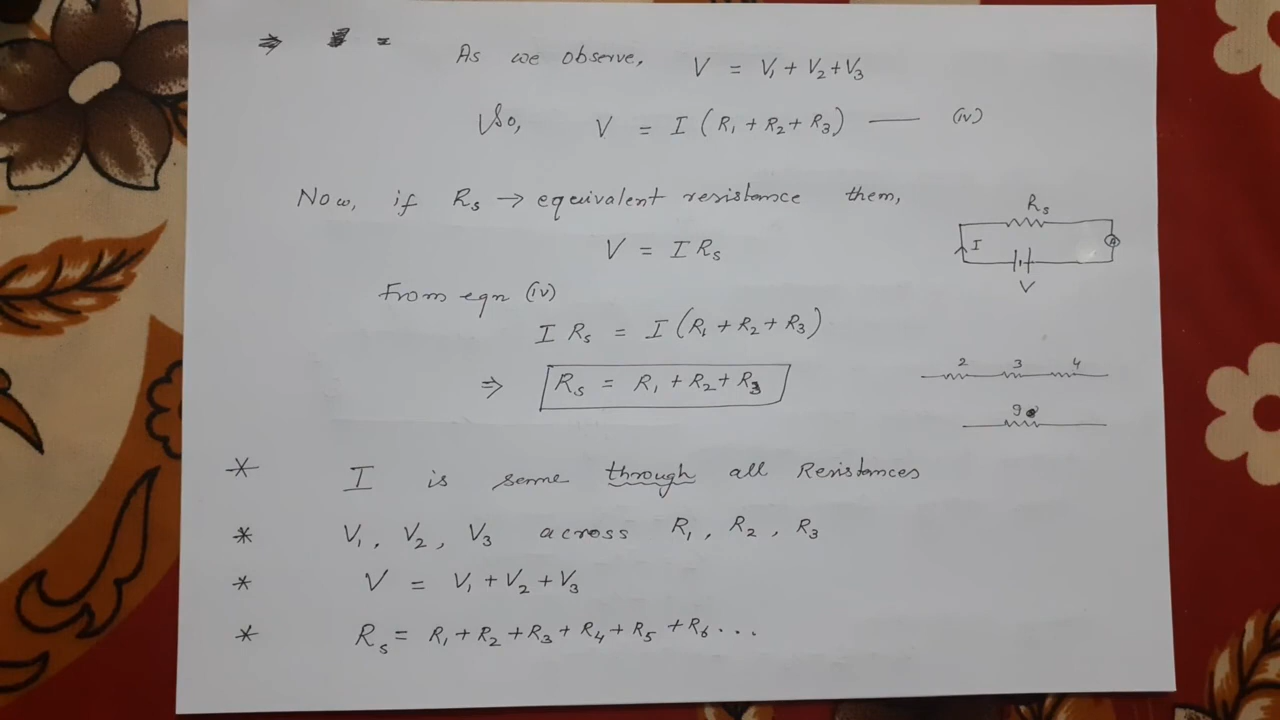 ⇒ =
As we observe, V = V₁ + V₂ + V₃
So, V = I (R₁ + R₂ + R₃) —— (iv)
Now, if Rₛ → equivalent resistance them,
V = I Rₛ
From eqn (iv)
I Rₛ = I (R₁ + R₂ + R₃)
⇒ Rₛ = R₁ + R₂ + R₃
Rₛ
I
A
V
2 3 4
9
* I is same through all Resistances
* V₁, V₂, V₃ across R₁, R₂, R₃
* V = V₁ + V₂ + V₃
* Rₛ = R₁ + R₂ + R₃ + R₄ + R₅ + R₆ ...